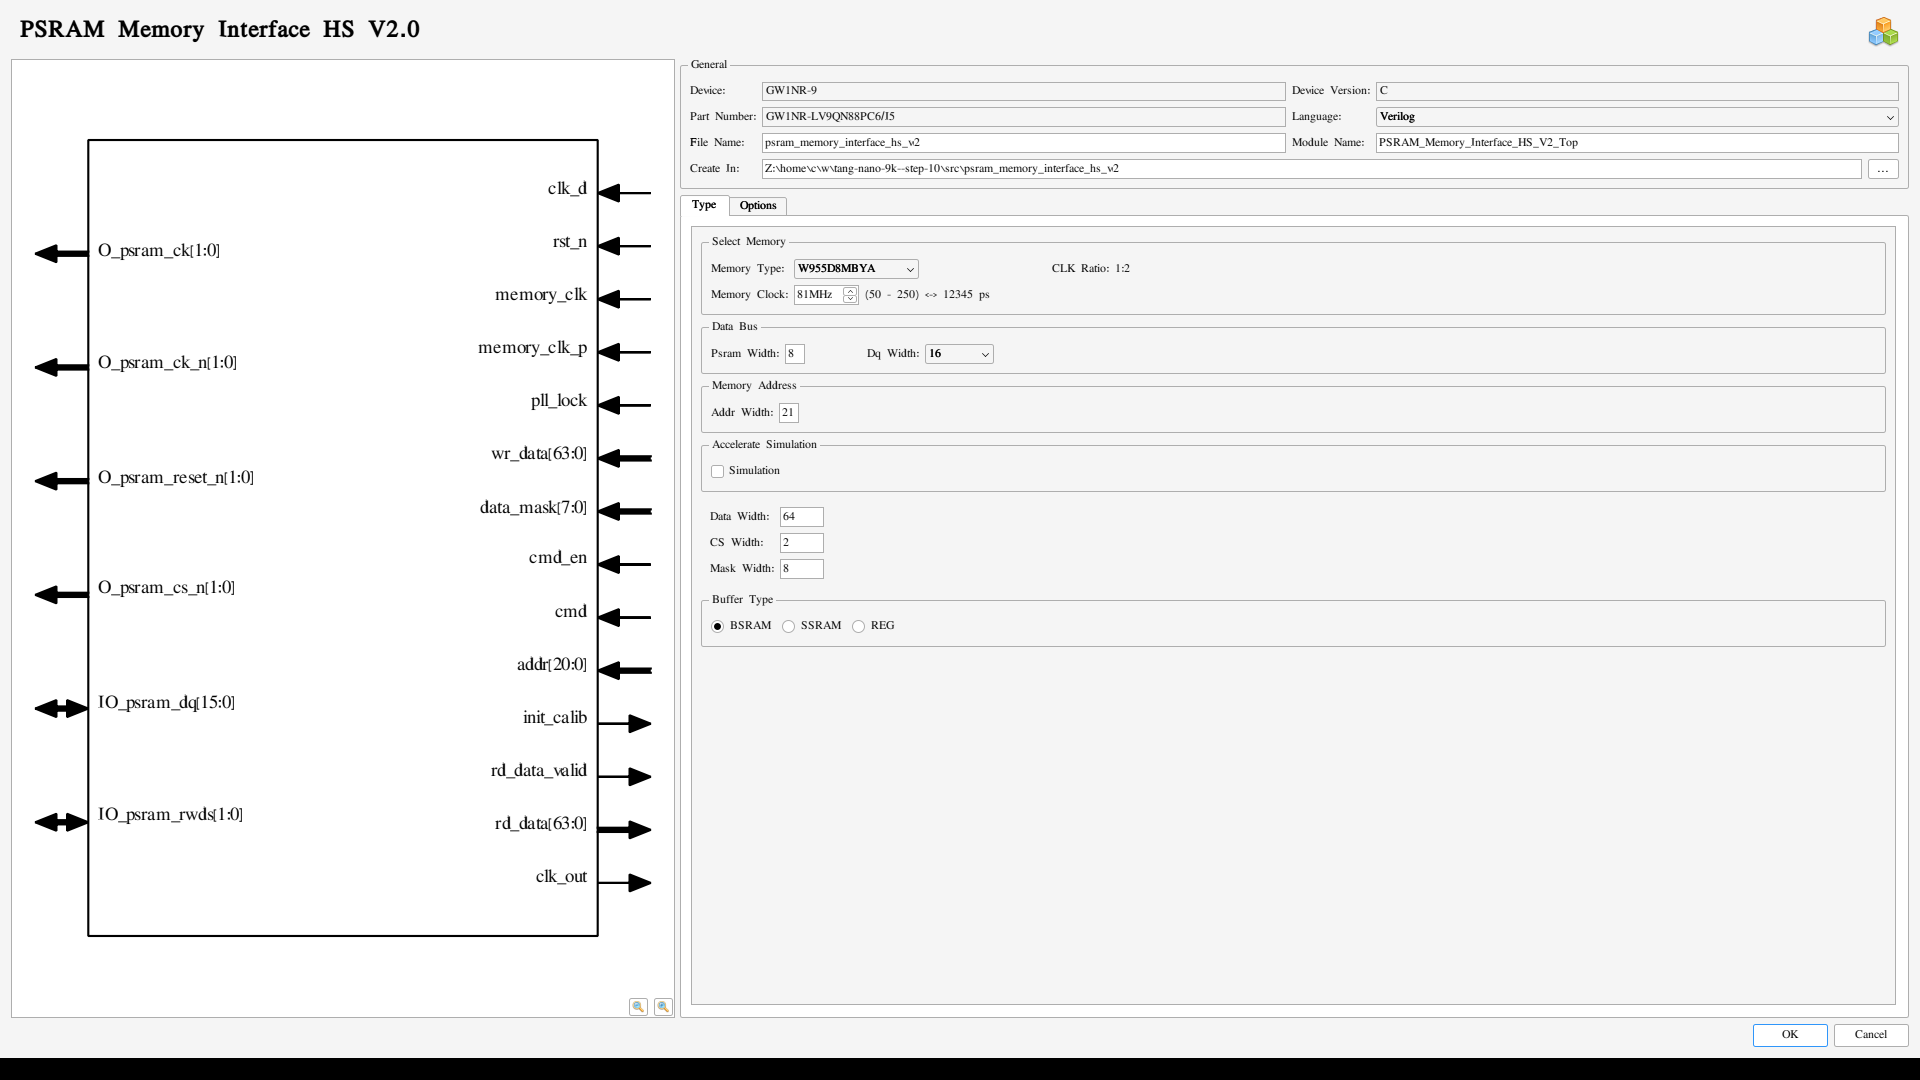 PSRAM Memory Interface HS V2.0
O_psram_ck[1:0]
O_psram_ck_n[1:0]
O_psram_reset_n[1:0]
O_psram_cs_n[1:0]
IO_psram_dq[15:0]
IO_psram_rwds[1:0]
clk_d
rst_n
memory_clk
memory_clk_p
pll_lock
wr_data[63:0]
data_mask[7:0]
cmd_en
cmd
addr[20:0]
init_calib
rd_data_valid
rd_data[63:0]
clk_out
General
Device: GW1NR-9 Device Version: C
Part Number: GW1NR-LV9QN88PC6/I5 Language: Verilog
File Name: psram_memory_interface_hs_v2 Module Name: PSRAM_Memory_Interface_HS_V2_Top
Create In: Z:\home\c\w\tang-nano-9k--step-10\src\psram_memory_interface_hs_v2 ...
Type Options
Select Memory
Memory Type: W955D8MBYA CLK Ratio: 1:2
Memory Clock: 81MHz (50 - 250) <-> 12345 ps
Data Bus
Psram Width: 8 Dq Width: 16
Memory Address
Addr Width: 21
Accelerate Simulation
Simulation
Data Width: 64
CS Width: 2
Mask Width: 8
Buffer Type
BSRAM SSRAM REG
OK Cancel